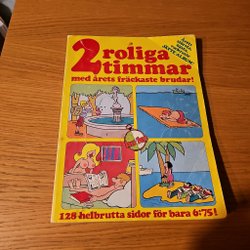 2 roliga
timmar
med årets fräckaste brudar!
128 helbrutta sidor för bara 6:75!